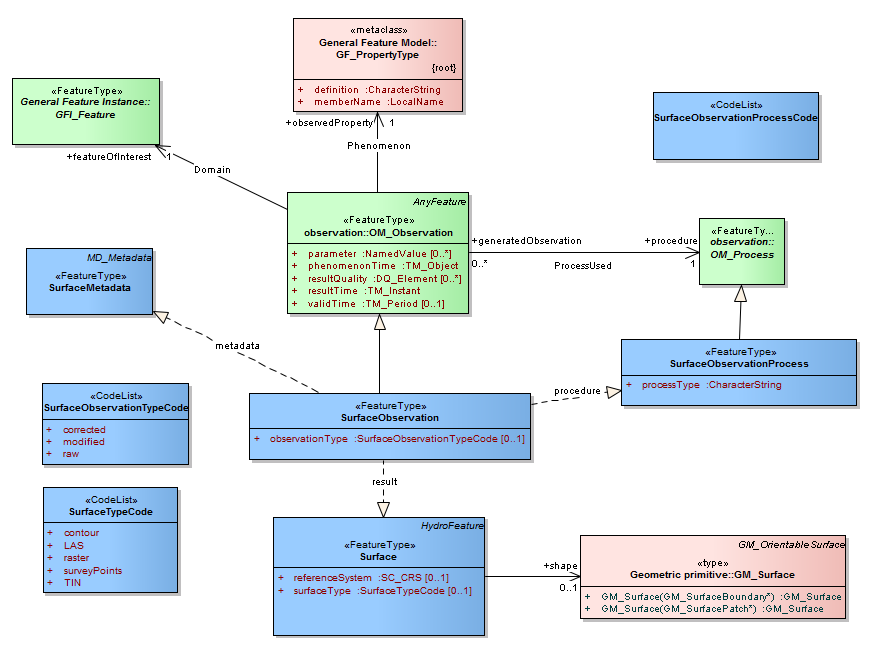 «metaclass»
General Feature Model::
GF_PropertyType
{root}
+ definition :CharacterString
+ memberName :LocalName
«FeatureType»
General Feature Instance::
GFI_Feature
«CodeList»
SurfaceObservationProcessCode
+observedProperty 1
Phenomenon
+featureOfInterest 1
Domain
AnyFeature
«FeatureType»
observation::OM_Observation
+ parameter :NamedValue [0..*]
+ phenomenonTime :TM_Object
+ resultQuality :DQ_Element [0..*]
+ resultTime :TM_Instant
+ validTime :TM_Period [0..1]
+generatedObservation +procedure
0..* ProcessUsed 1
«FeatureTy...
observation::
OM_Process
MD_Metadata
«FeatureType»
SurfaceMetadata
metadata
«FeatureType»
SurfaceObservationProcess
+ processType :CharacterString
«CodeList»
SurfaceObservationTypeCode
+ corrected
+ modified
+ raw
«FeatureType»
SurfaceObservation
+ observationType :SurfaceObservationTypeCode [0..1]
procedure
result
«CodeList»
SurfaceTypeCode
+ contour
+ LAS
+ raster
+ surveyPoints
+ TIN
HydroFeature
«FeatureType»
Surface
+ referenceSystem :SC_CRS [0..1]
+ surfaceType :SurfaceTypeCode [0..1]
+shape
0..1
GM_OrientableSurface
«type»
Geometric primitive::GM_Surface
+ GM_Surface(GM_SurfaceBoundary*) :GM_Surface
+ GM_Surface(GM_SurfacePatch*) :GM_Surface